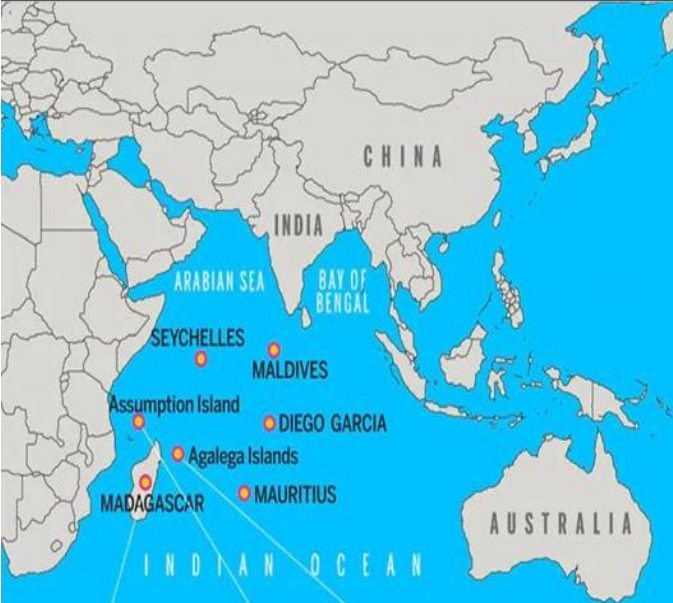 CHINA
INDIA
ARABIAN SEA
BAY OF
BENGAL
SEYCHELLES
MALDIVES
Assumption Island
DIEGO GARCIA
Agalega Islands
MADAGASCAR
MAURITIUS
AUSTRALIA
INDIAN OCEAN